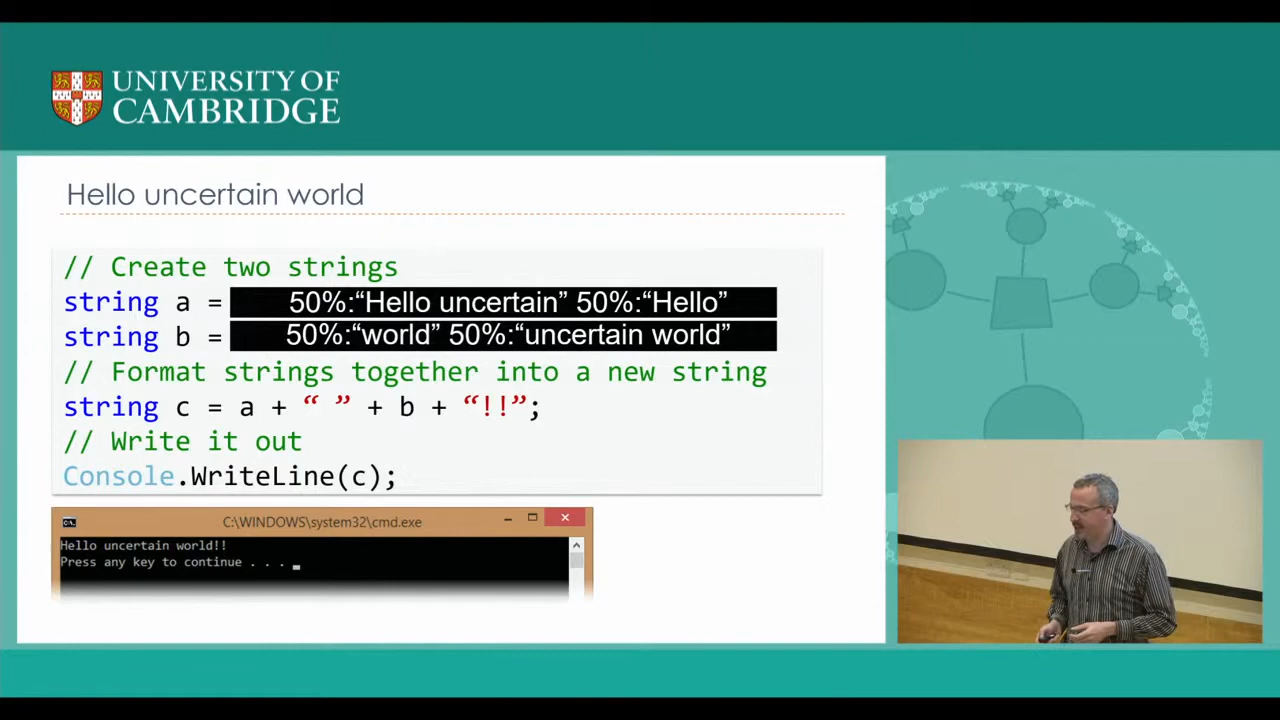 UNIVERSITY OF
CAMBRIDGE
Hello uncertain world
// Create two strings
string a = 50%:“Hello uncertain” 50%:“Hello”
string b = 50%:“world” 50%:“uncertain world”
// Format strings together into a new string
string c = a + “ ” + b + “!!”;
// Write it out
Console.WriteLine(c);
C:\WINDOWS\system32\cmd.exe
Hello uncertain world!!
Press any key to continue . . . _